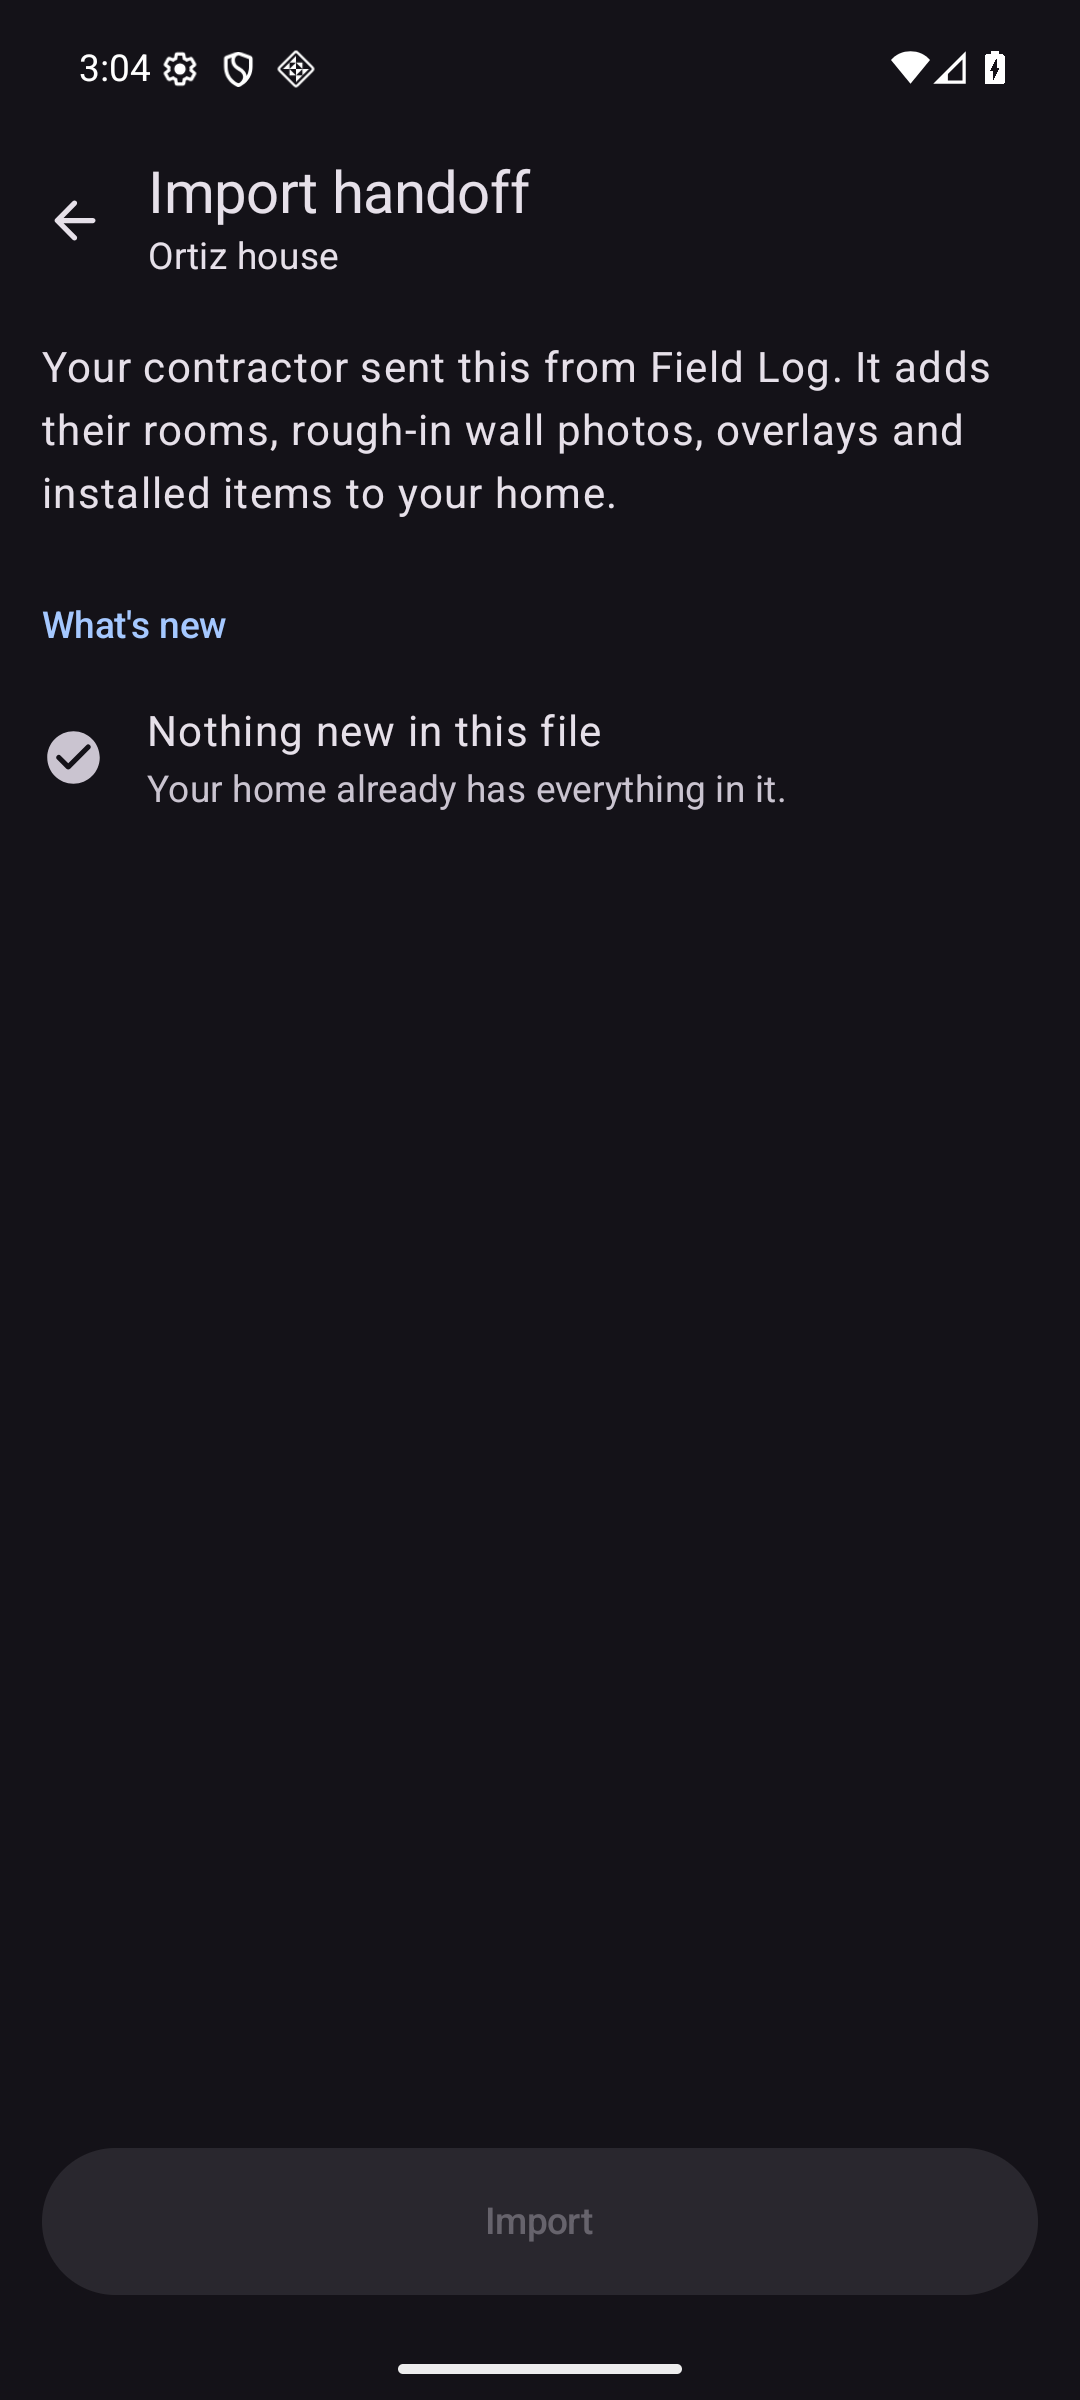 3:04
Import handoff
Ortiz house
Your contractor sent this from Field Log. It adds
their rooms, rough-in wall photos, overlays and
installed items to your home.
What's new
Nothing new in this file
Your home already has everything in it.
Import